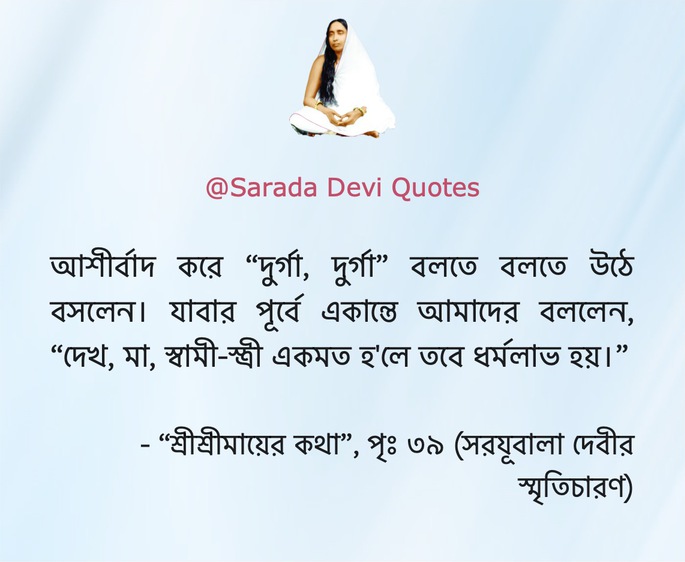 @Sarada Devi Quotes
আশীর্বাদ করে “দুর্গা, দুর্গা” বলতে বলতে উঠে
বসলেন। যাবার পূর্বে একান্তে আমাদের বললেন,
“দেখ, মা, স্বামী-স্ত্রী একমত হ'লে তবে ধর্মলাভ হয়।”
- “শ্রীশ্রীমায়ের কথা”, পৃঃ ৩৯ (সরযূবালা দেবীর
স্মৃতিচারণ)